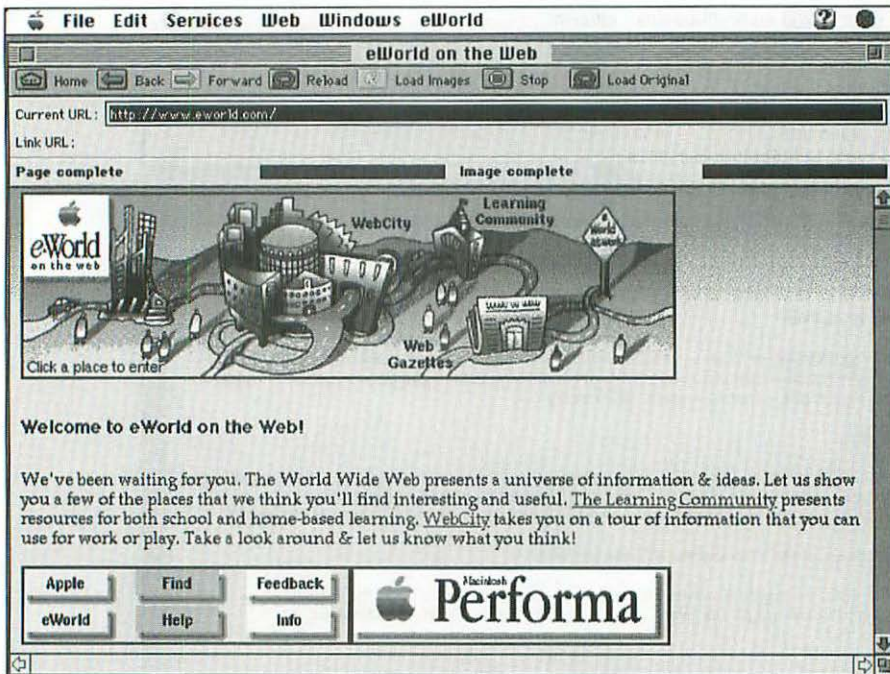 File Edit Services Web Windows eWorld
eWorld on the Web
Home Back Forward Reload Load Images Stop Load Original
Current URL: http://www.eworld.com/
Link URL:
Page complete Image complete
eWorld
on the web
WebCity
Learning
Community
Web
Gazettes
Click a place to enter
Welcome to eWorld on the Web!
We've been waiting for you. The World Wide Web presents a universe of information & ideas. Let us show
you a few of the places that we think you'll find interesting and useful. The Learning Community presents
resources for both school and home-based learning. WebCity takes you on a tour of information that you can
use for work or play. Take a look around & let us know what you think!
Apple Find Feedback
eWorld Help Info
Macintosh
Performa